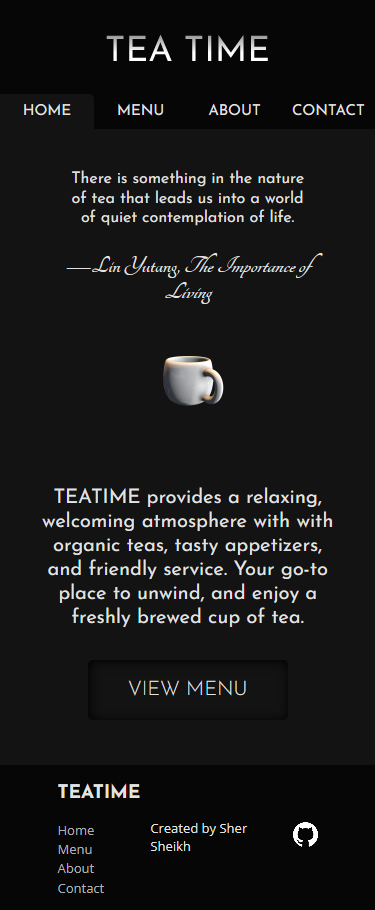 TEA TIME
HOME MENU ABOUT CONTACT
There is something in the nature
of tea that leads us into a world
of quiet contemplation of life.
—Lin Yutang, The Importance of
Living
TEATIME provides a relaxing,
welcoming atmosphere with with
organic teas, tasty appetizers,
and friendly service. Your go-to
place to unwind, and enjoy a
freshly brewed cup of tea.
VIEW MENU
TEATIME
Home
Menu
About
Contact
Created by Sher
Sheikh